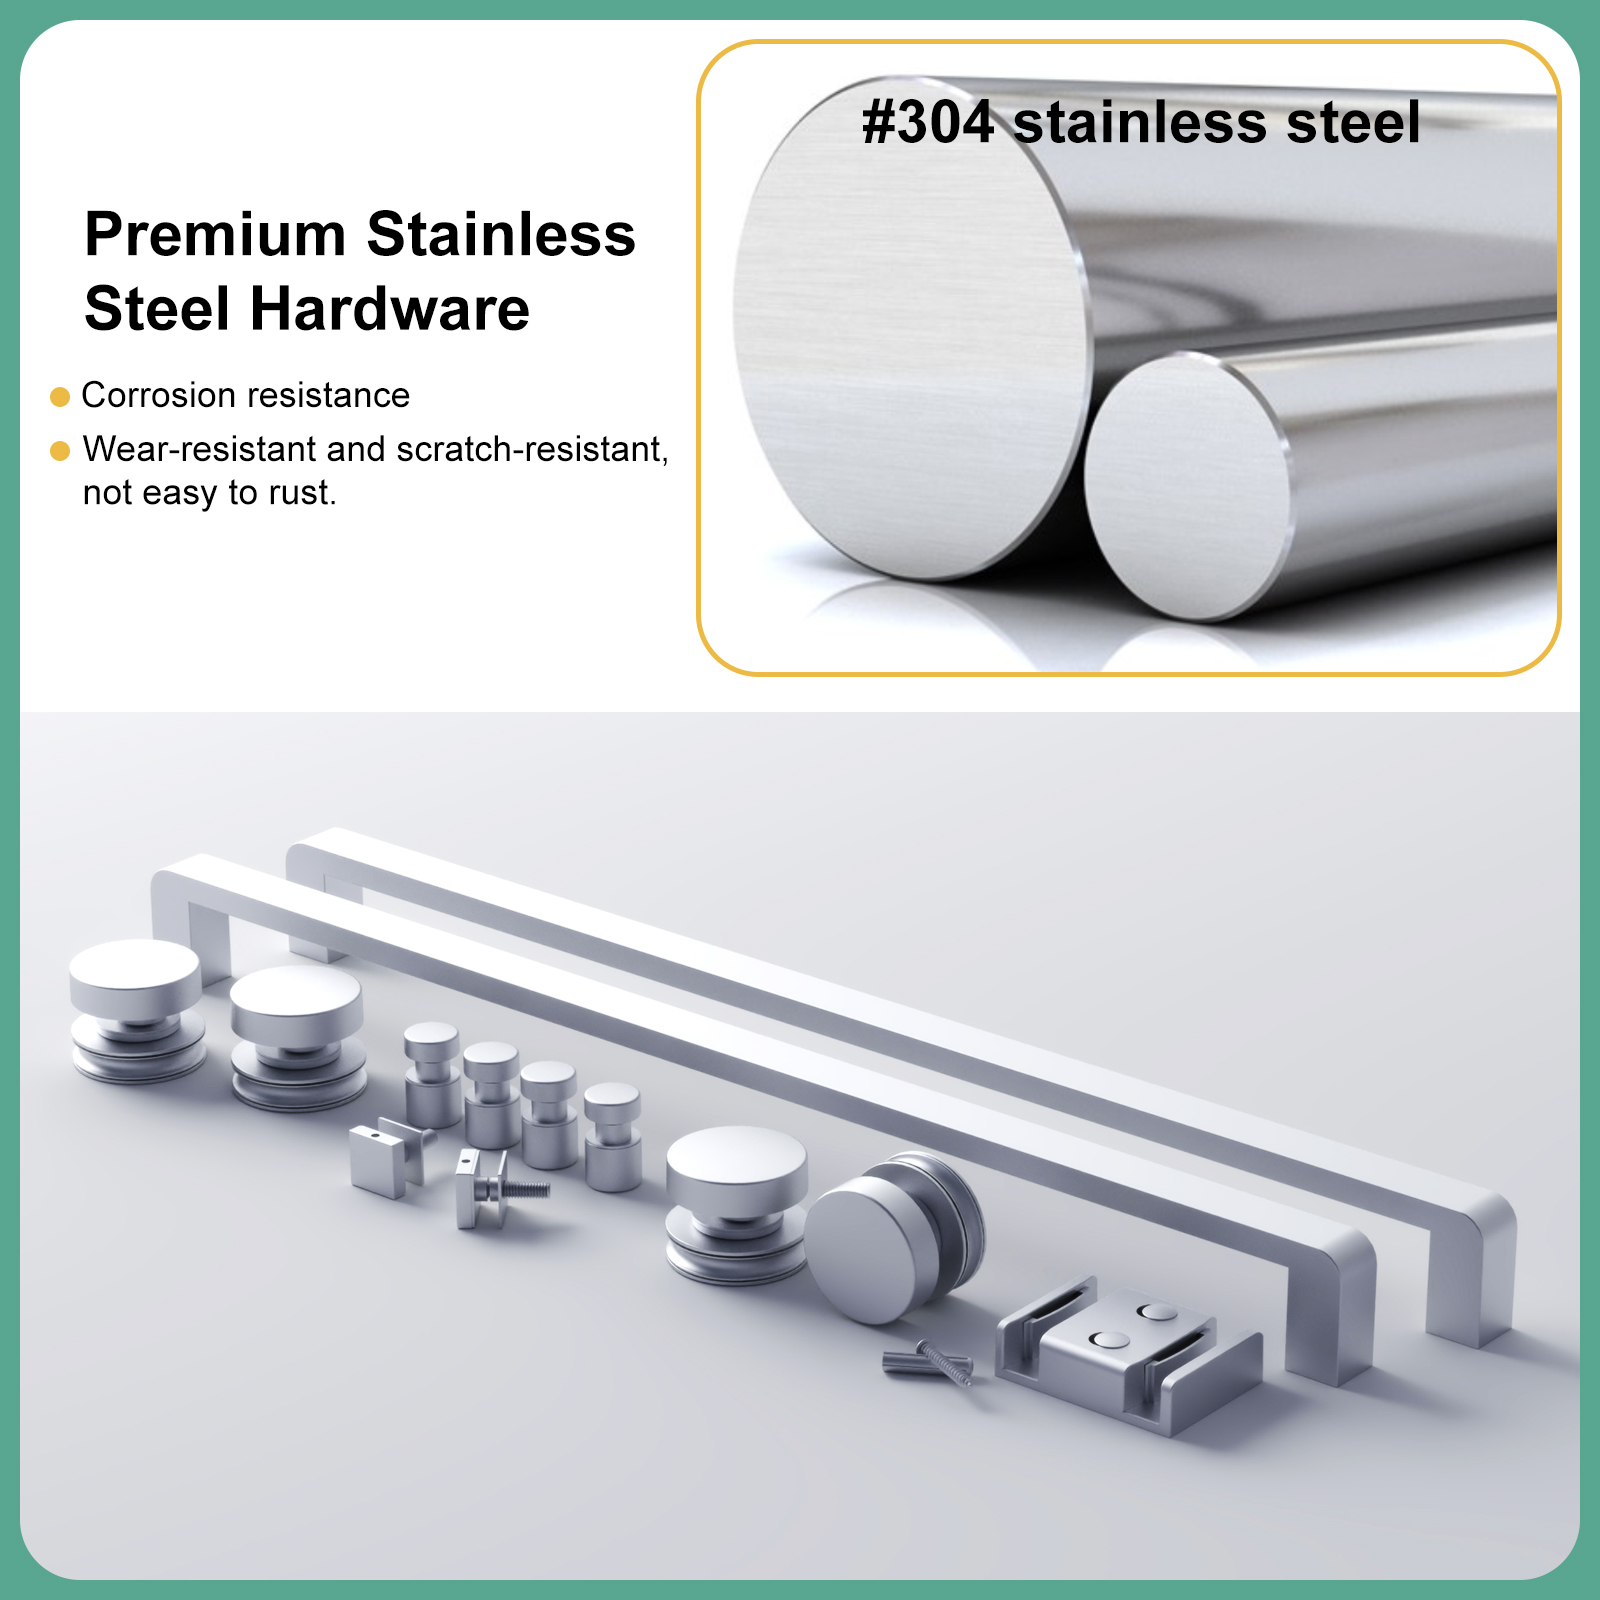 #304 stainless steel
Premium Stainless
Steel Hardware
Corrosion resistance
Wear-resistant and scratch-resistant,
not easy to rust.